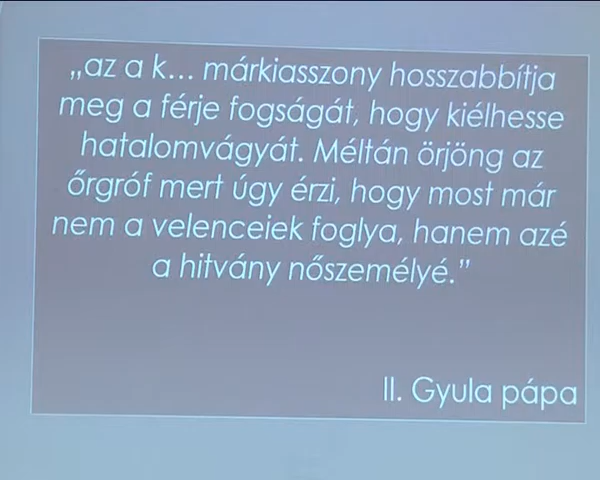 „az a k... márkiasszony hosszabbítja
meg a férje fogságát, hogy kiélhesse
hatalomvágyát. Méltán örjöng az
őrgróf mert úgy érzi, hogy most már
nem a velenceiek foglya, hanem azé
a hitvány nőszemélyé.”
II. Gyula pápa